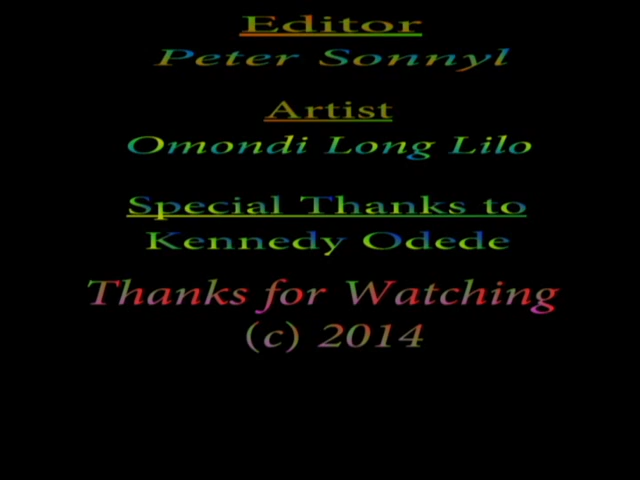 Editor
Peter Sonnyl
Artist
Omondi Long Lilo
Special Thanks to
Kennedy Odede
Thanks for Watching
(c) 2014